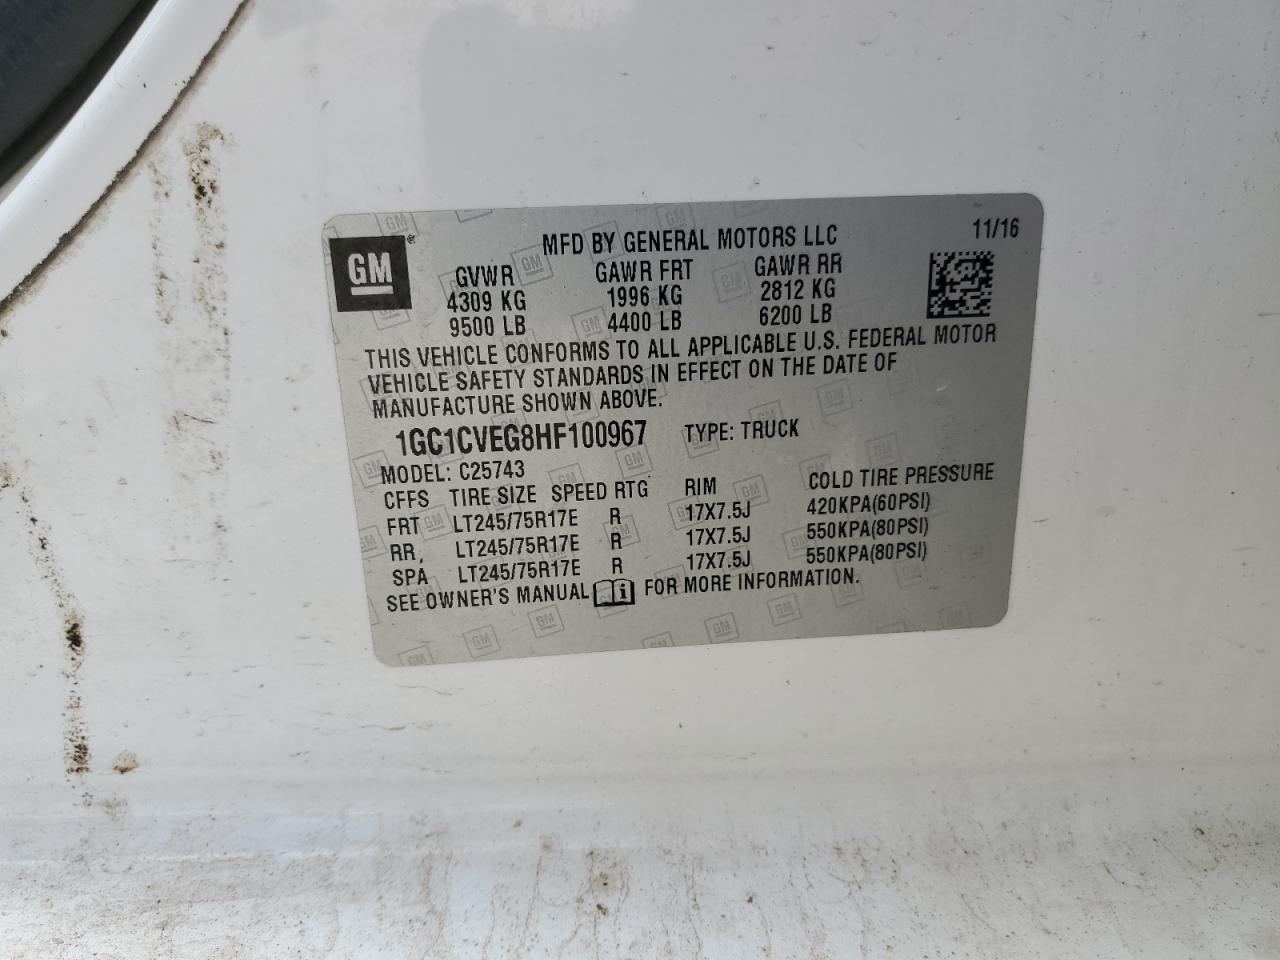 MFD BY GENERAL MOTORS LLC 11/16
GM®
GVWR GAWR FRT GAWR RR
4309 KG 1996 KG 2812 KG
9500 LB 4400 LB 6200 LB
THIS VEHICLE CONFORMS TO ALL APPLICABLE U.S. FEDERAL MOTOR
VEHICLE SAFETY STANDARDS IN EFFECT ON THE DATE OF
MANUFACTURE SHOWN ABOVE.
1GC1CVEG8HF100967 TYPE: TRUCK
MODEL: C25743
CFFS TIRE SIZE SPEED RTG RIM COLD TIRE PRESSURE
FRT LT245/75R17E R 17X7.5J 420KPA(60PSI)
RR, LT245/75R17E R 17X7.5J 550KPA(80PSI)
SPA LT245/75R17E R 17X7.5J 550KPA(80PSI)
SEE OWNER'S MANUAL i FOR MORE INFORMATION.